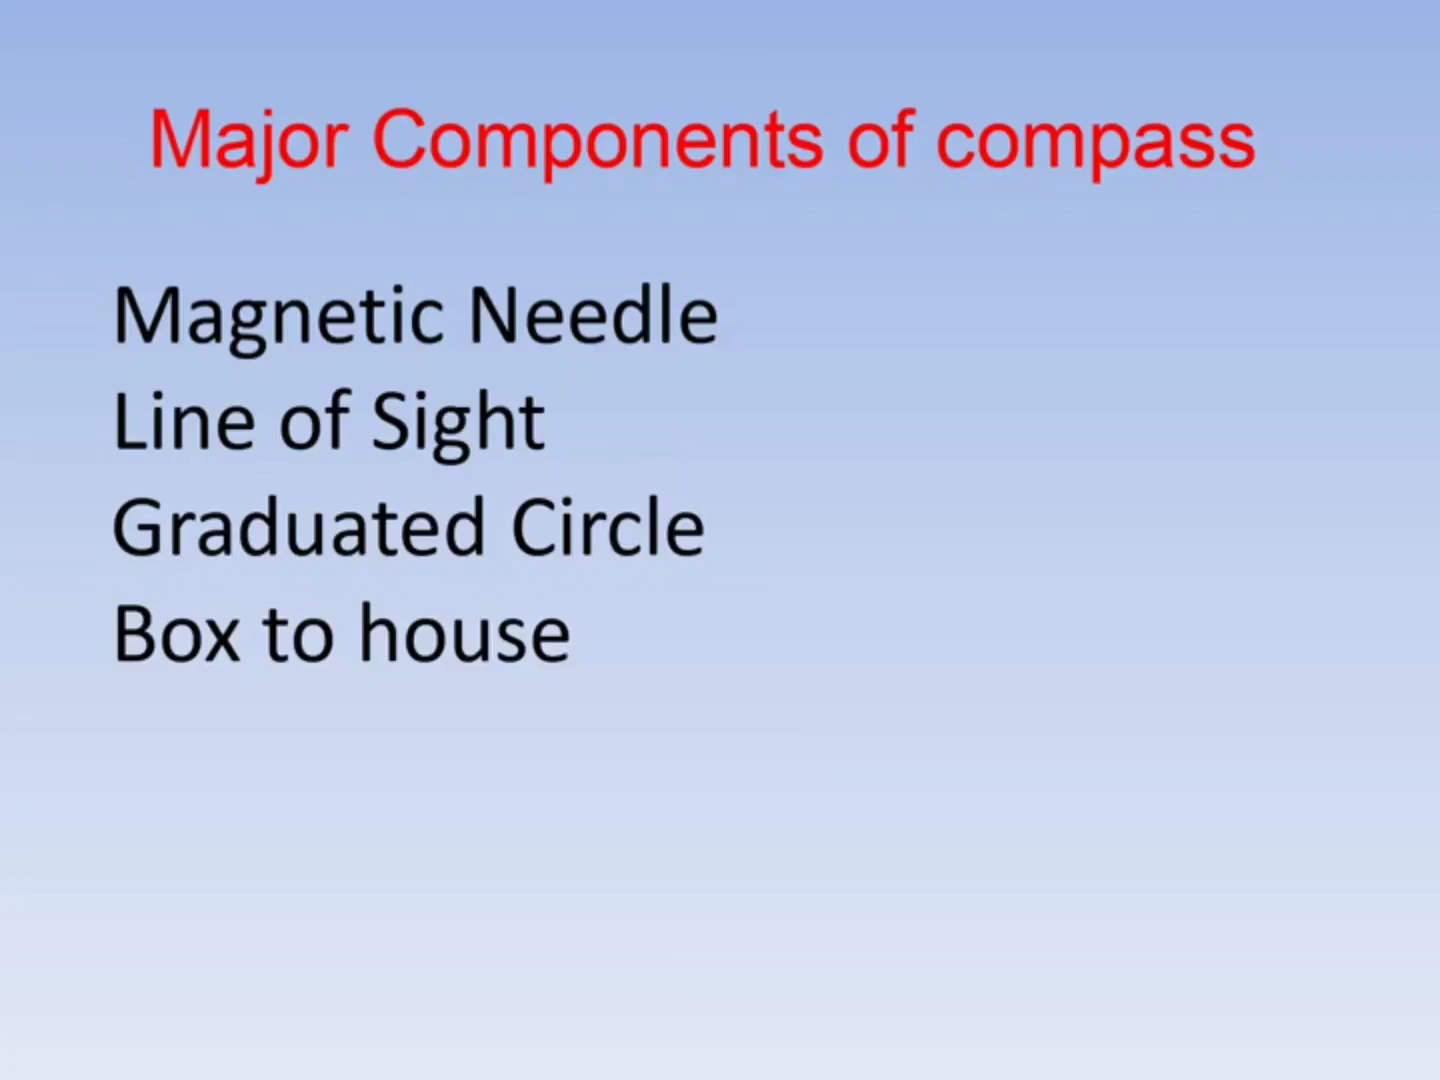 Major Components of compass
Magnetic Needle
Line of Sight
Graduated Circle
Box to house